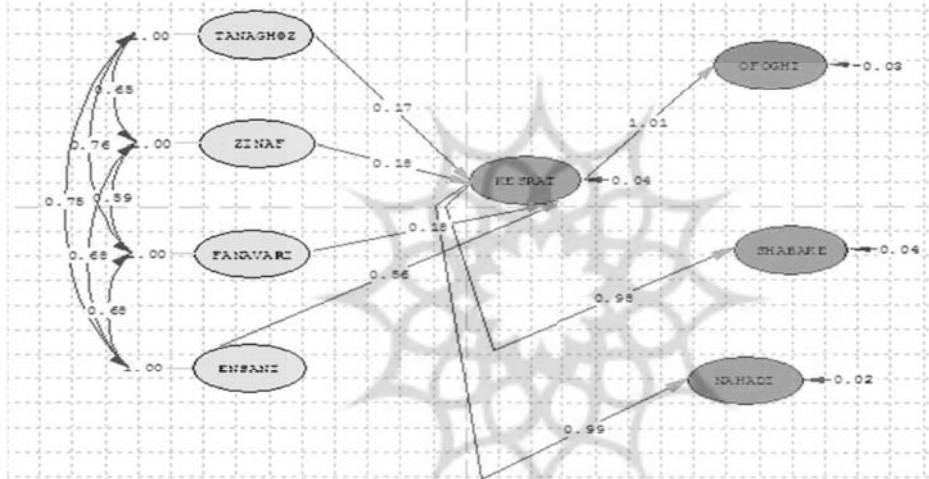 1.00
TANAGHOZ
OFOGHI
-0.03
0.65
0.17
1.01
0.76
1.00
ZINAF
0.18
KESRAT
0.04
0.75
0.59
0.18
SHABAKE
0.04
0.68
1.00
FANAVARI
0.56
0.98
0.68
1.00
ENSANI
NAHADI
0.02
0.99